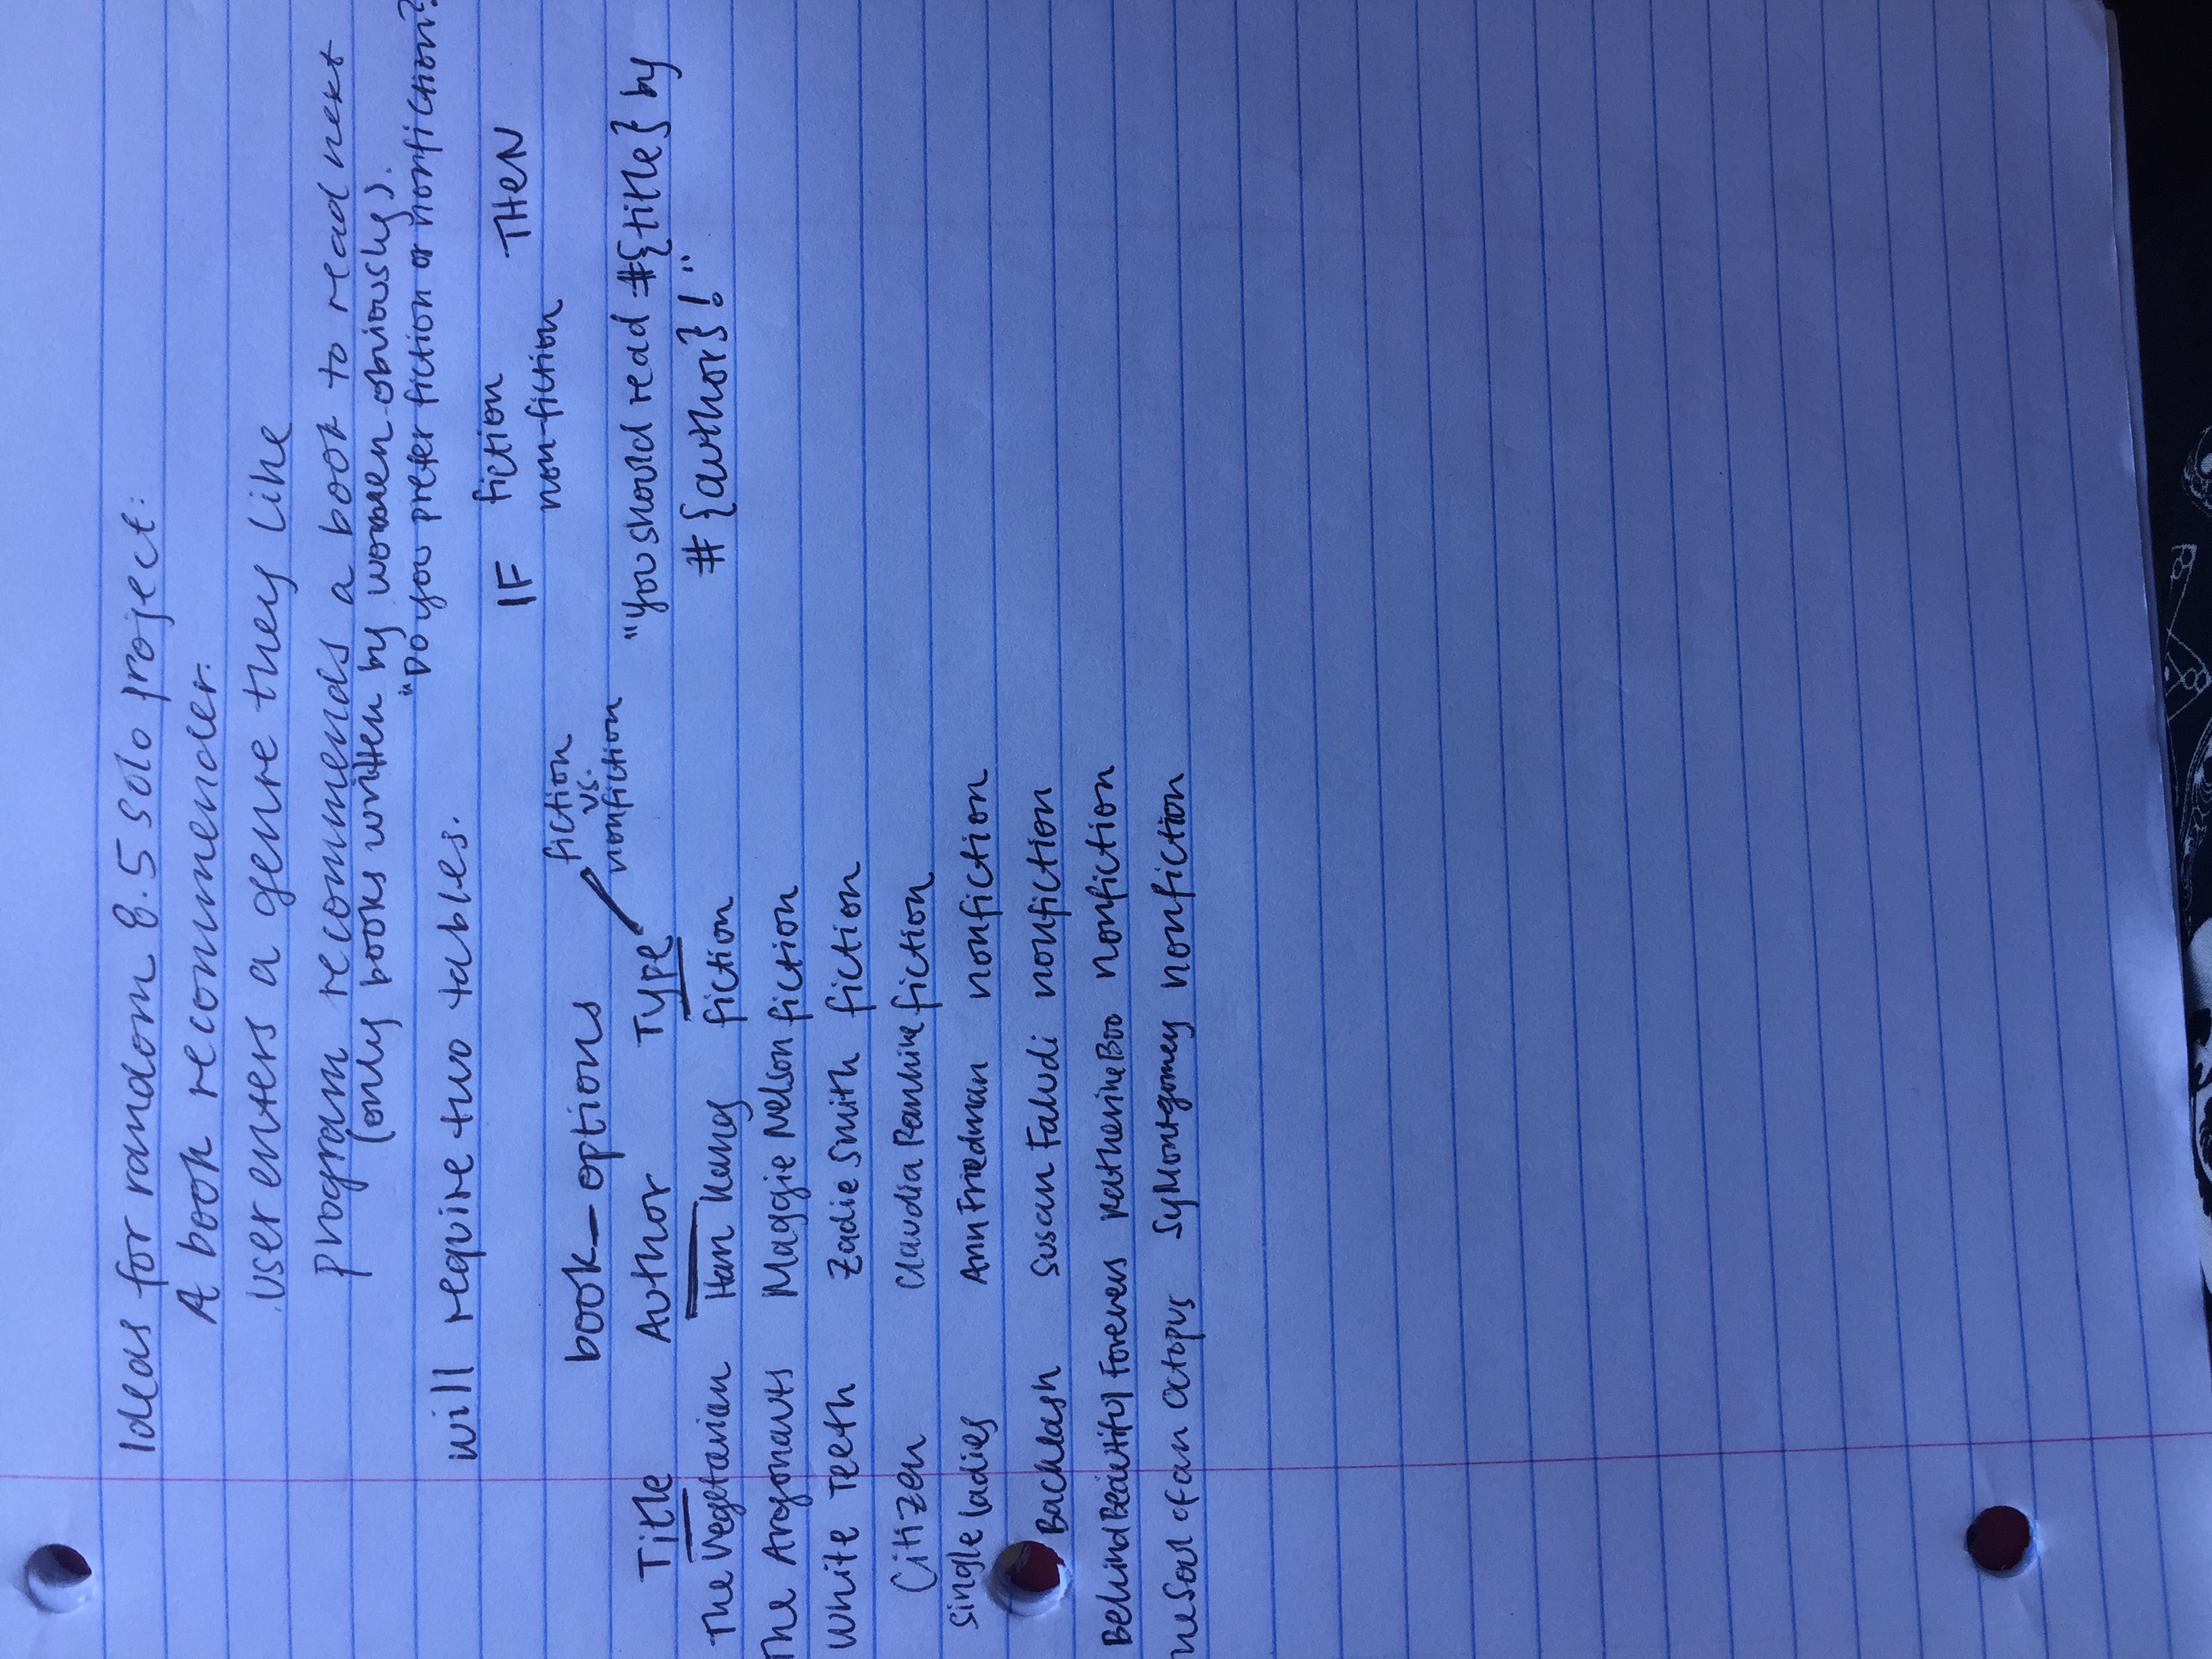 Ideas for random 8.5 solo project:
A book recommender.
User enters a genre they like
program recommends a book to read next
(only books written by women obviously).
"Do you prefer fiction or nonfiction?
will require two tables.
IF fiction THEN
non-fiction
book_options
fiction
vs.
nonfiction
Title Author Type
"You should read #{title} by
#{author}!"
The Vegetarian Han Kang fiction
The Argonauts Maggie Nelson fiction
White Teeth Zadie Smith fiction
Citizen Claudia Rankine fiction
Single ladies Ann Friedman nonfiction
Backlash Susan Faludi nonfiction
Behind Beautiful Forevers Katherine Boo nonfiction
he Soul of an Octopus Sy Montgomery nonfiction